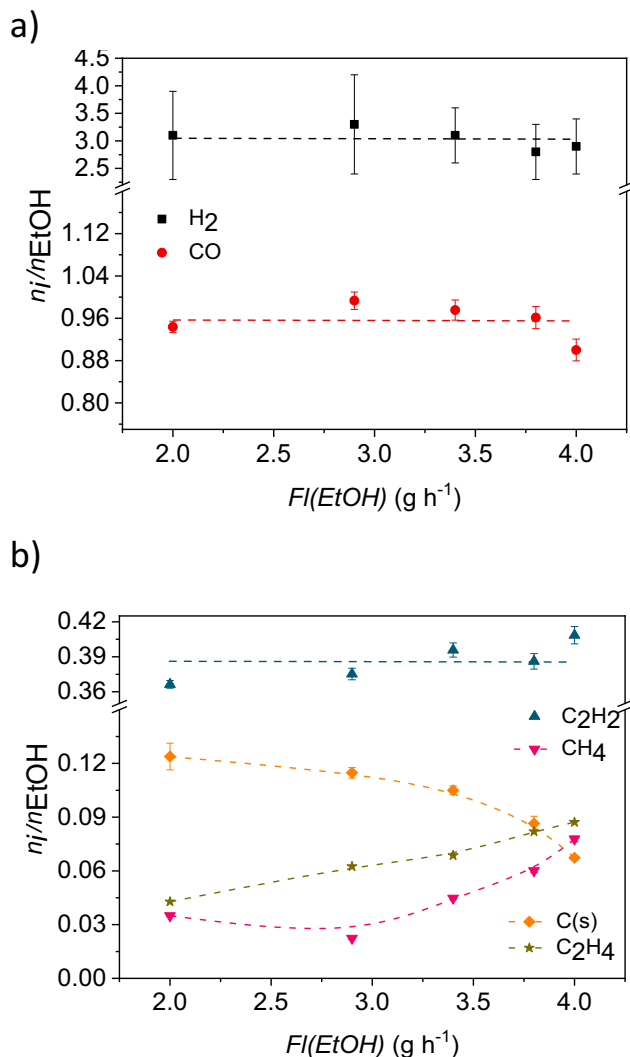 a)
4.5
4.0
3.5
3.0
2.5
1.12
1.04
0.96
0.88
0.80
nᵢ/nEtOH
H₂
CO
2.0 2.5 3.0 3.5 4.0
Fl(EtOH) (g h⁻¹)
b)
0.42
0.39
0.36
0.12
0.09
0.06
0.03
0.00
nᵢ/nEtOH
C₂H₂
CH₄
C(s)
C₂H₄
2.0 2.5 3.0 3.5 4.0
Fl(EtOH) (g h⁻¹)